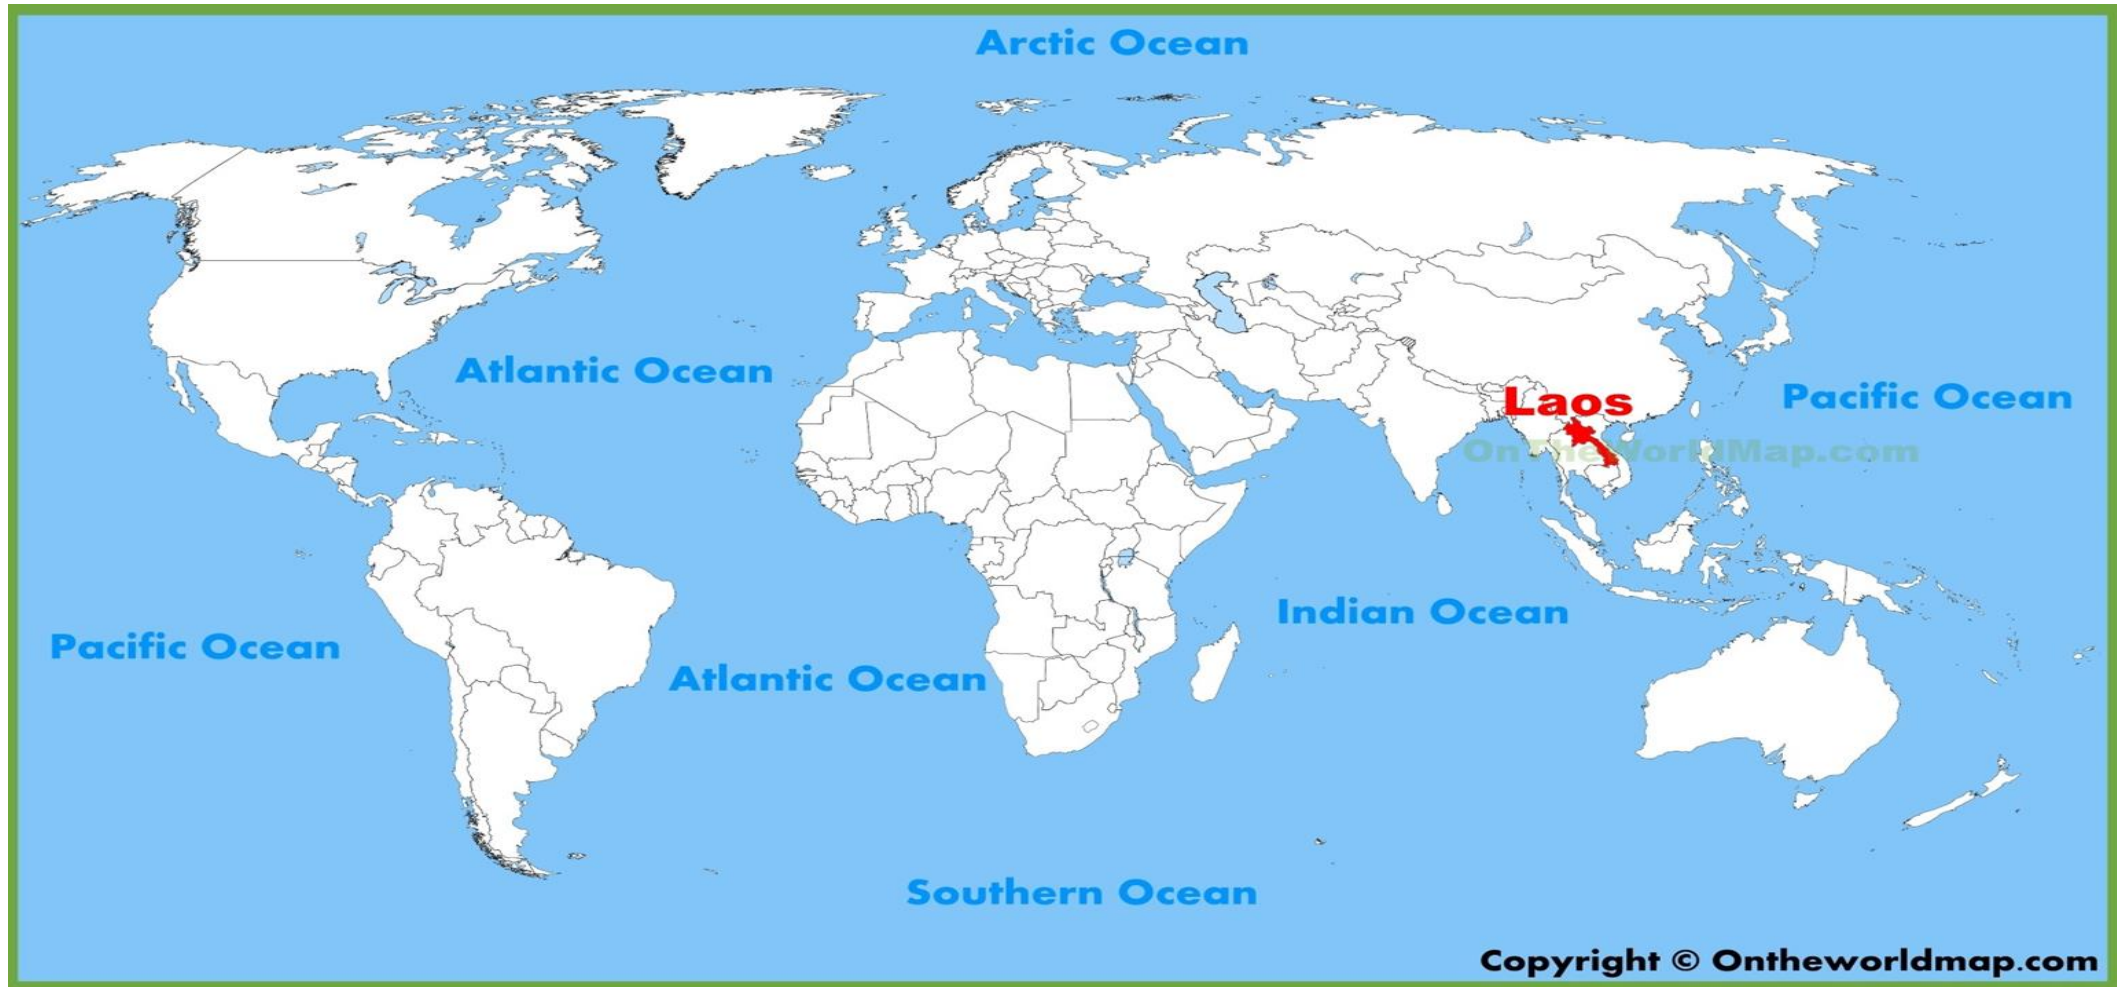 Arctic Ocean
Atlantic Ocean
Laos
Pacific Ocean
OnTheWorldMap.com
Indian Ocean
Pacific Ocean
Atlantic Ocean
Southern Ocean
Copyright © Ontheworldmap.com